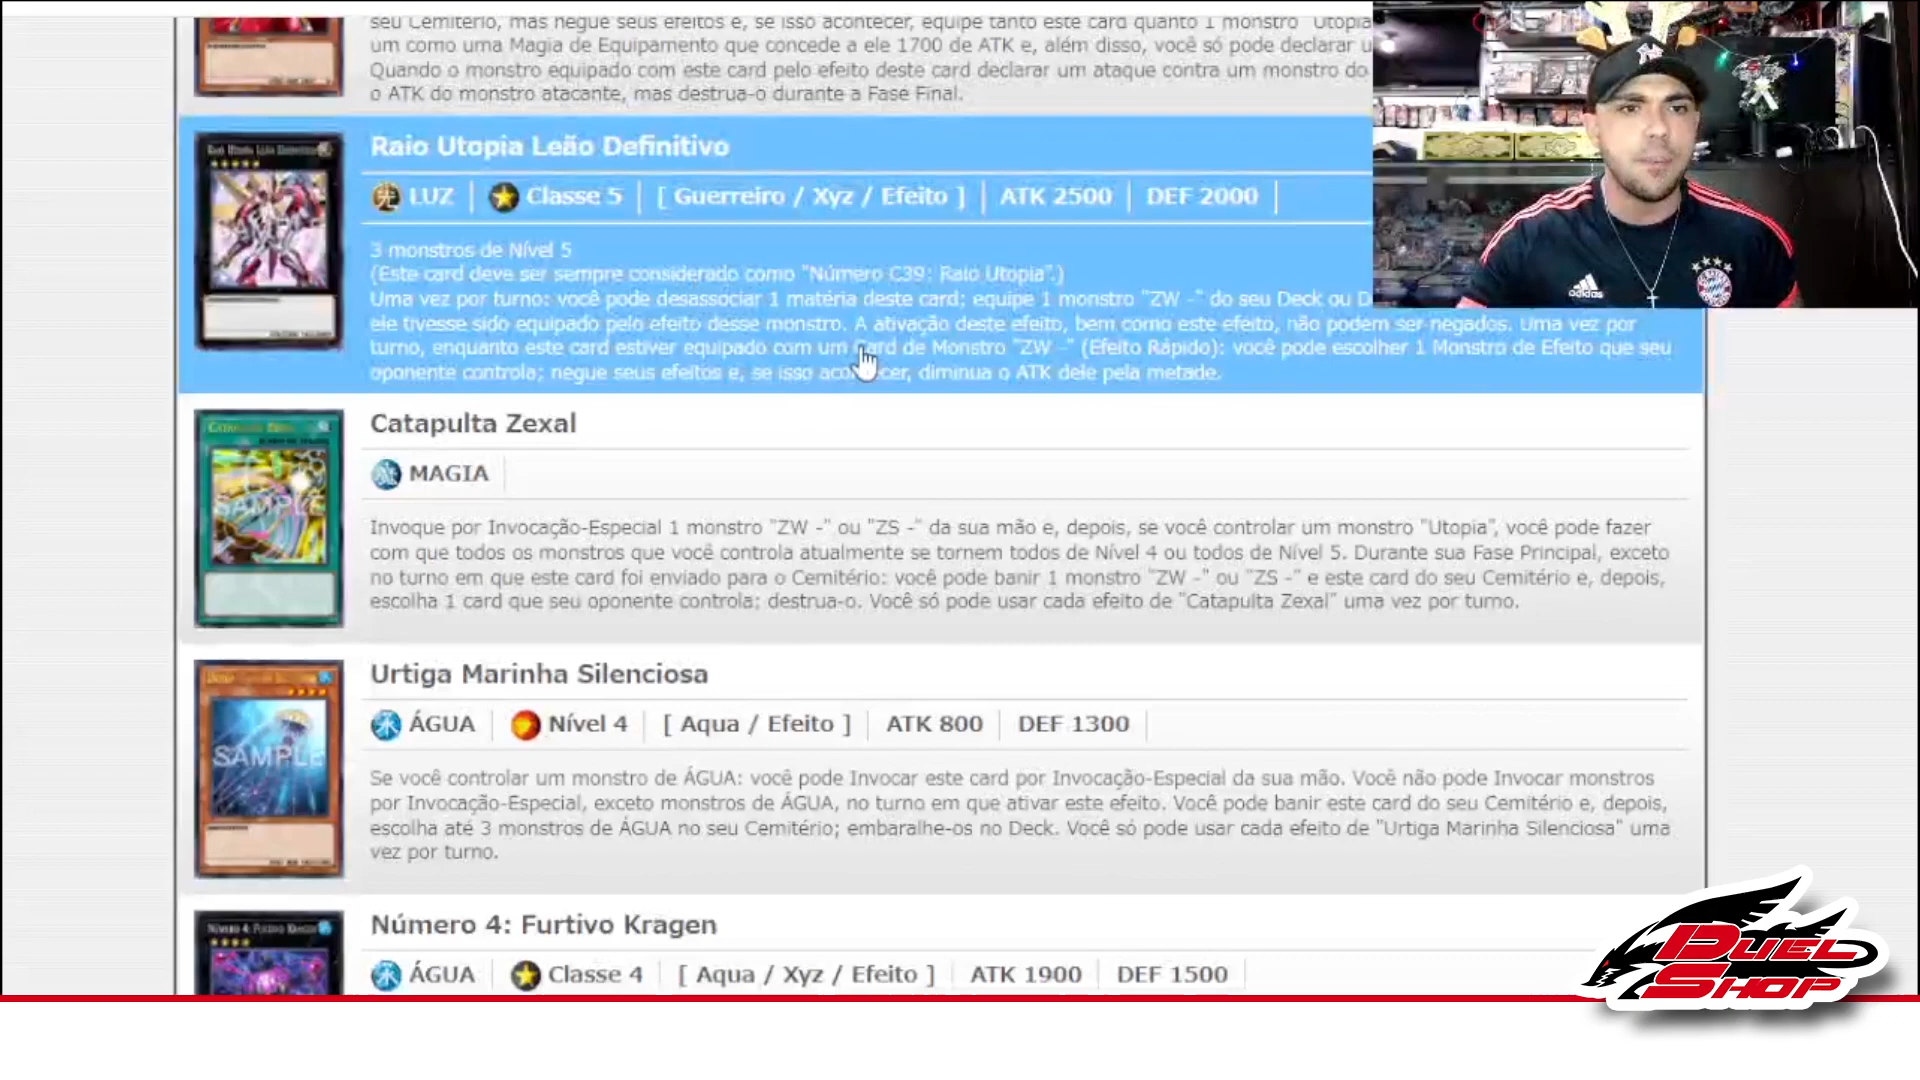 seu Cemitério, mas negue seus efeitos e, se isso acontecer, equipe tanto este card quanto 1 monstro "Utopia
um como uma Magia de Equipamento que concede a ele 1700 de ATK e, além disso, você só pode declarar u
Quando o monstro equipado com este card pelo efeito deste card declarar um ataque contra um monstro do
o ATK do monstro atacante, mas destrua-o durante a Fase Final.
Raio Utopia Leão Definitivo
LUZ Classe 5 [ Guerreiro / Xyz / Efeito ] ATK 2500 DEF 2000
3 monstros de Nível 5
(Este card deve ser sempre considerado como "Número C39: Raio Utopia".)
Uma vez por turno: você pode desassociar 1 matéria deste card; equipe 1 monstro "ZW -" do seu Deck ou D
ele tivesse sido equipado pelo efeito desse monstro. A ativação deste efeito, bem como este efeito, não podem ser negados. Uma vez por
turno, enquanto este card estiver equipado com um card de Monstro "ZW -" (Efeito Rápido): você pode escolher 1 Monstro de Efeito que seu
oponente controla; negue seus efeitos e, se isso acontecer, diminua o ATK dele pela metade.
Catapulta Zexal
MAGIA
SAMPLE
Invoque por Invocação-Especial 1 monstro "ZW -" ou "ZS -" da sua mão e, depois, se você controlar um monstro "Utopia", você pode fazer
com que todos os monstros que você controla atualmente se tornem todos de Nível 4 ou todos de Nível 5. Durante sua Fase Principal, exceto
no turno em que este card foi enviado para o Cemitério: você pode banir 1 monstro "ZW -" ou "ZS -" e este card do seu Cemitério e, depois,
escolha 1 card que seu oponente controla; destrua-o. Você só pode usar cada efeito de "Catapulta Zexal" uma vez por turno.
Urtiga Marinha Silenciosa
ÁGUA Nível 4 [ Aqua / Efeito ] ATK 800 DEF 1300
SAMPLE
Se você controlar um monstro de ÁGUA: você pode Invocar este card por Invocação-Especial da sua mão. Você não pode Invocar monstros
por Invocação-Especial, exceto monstros de ÁGUA, no turno em que ativar este efeito. Você pode banir este card do seu Cemitério e, depois,
escolha até 3 monstros de ÁGUA no seu Cemitério; embaralhe-os no Deck. Você só pode usar cada efeito de "Urtiga Marinha Silenciosa" uma
vez por turno.
Número 4: Furtivo Kragen
ÁGUA Classe 4 [ Aqua / Xyz / Efeito ] ATK 1900 DEF 1500
adidas
DUEL
SHOP